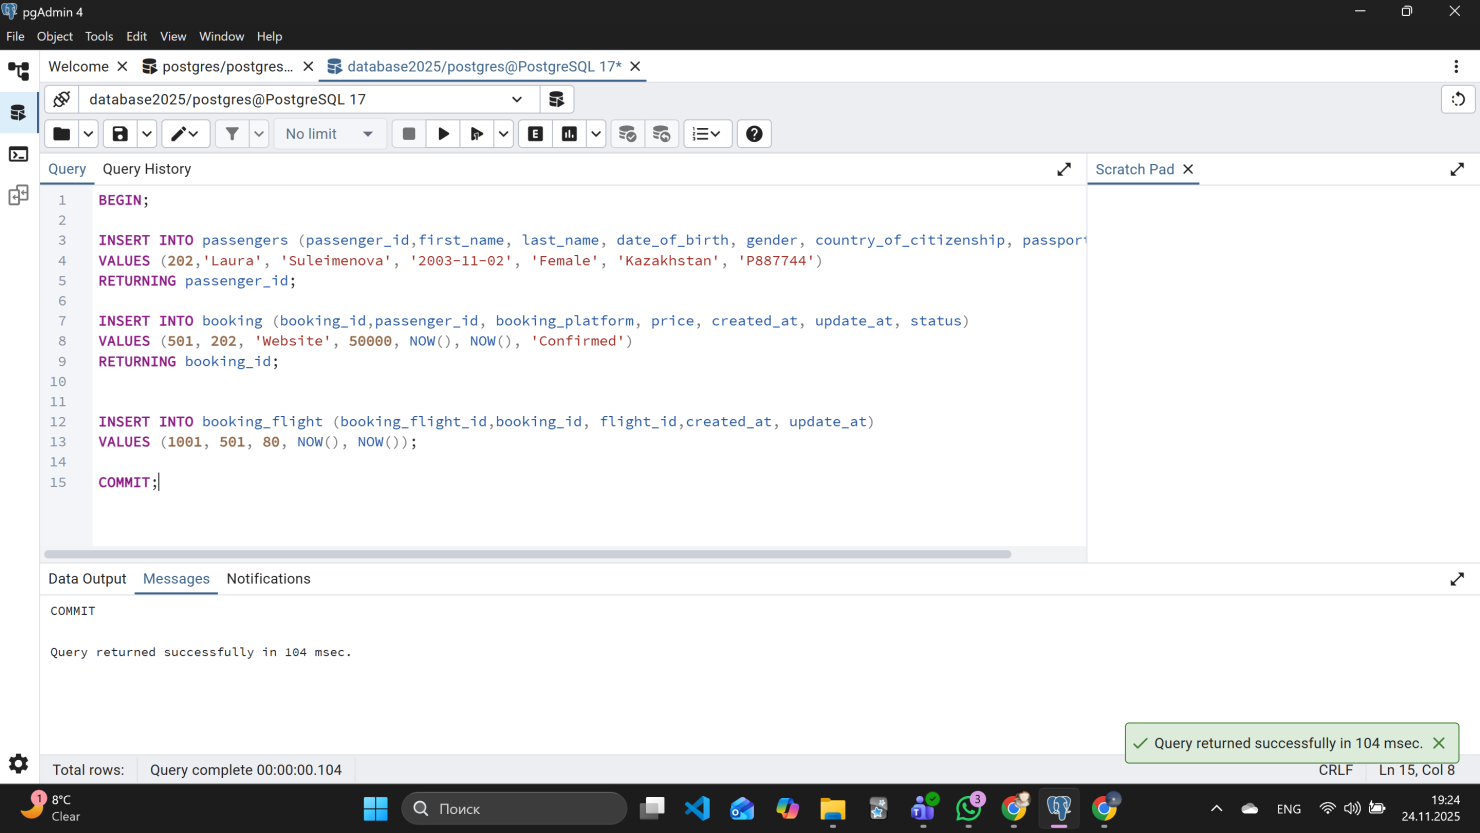 pgAdmin 4
File Object Tools Edit View Window Help
Welcome postgres/postgres... database2025/postgres@PostgreSQL 17*
database2025/postgres@PostgreSQL 17
No limit
E
Query Query History
Scratch Pad
1 BEGIN;
2
3 INSERT INTO passengers (passenger_id,first_name, last_name, date_of_birth, gender, country_of_citizenship, passport
4 VALUES (202,'Laura', 'Suleimenova', '2003-11-02', 'Female', 'Kazakhstan', 'P887744')
5 RETURNING passenger_id;
6
7 INSERT INTO booking (booking_id,passenger_id, booking_platform, price, created_at, update_at, status)
8 VALUES (501, 202, 'Website', 50000, NOW(), NOW(), 'Confirmed')
9 RETURNING booking_id;
10
11
12 INSERT INTO booking_flight (booking_flight_id,booking_id, flight_id,created_at, update_at)
13 VALUES (1001, 501, 80, NOW(), NOW());
14
15 COMMIT;
Data Output Messages Notifications
COMMIT
Query returned successfully in 104 msec.
Query returned successfully in 104 msec.
Total rows: Query complete 00:00:00.104
CRLF Ln 15, Col 8
1
8°C
Clear
Поиск
3
ENG
19:24
24.11.2025